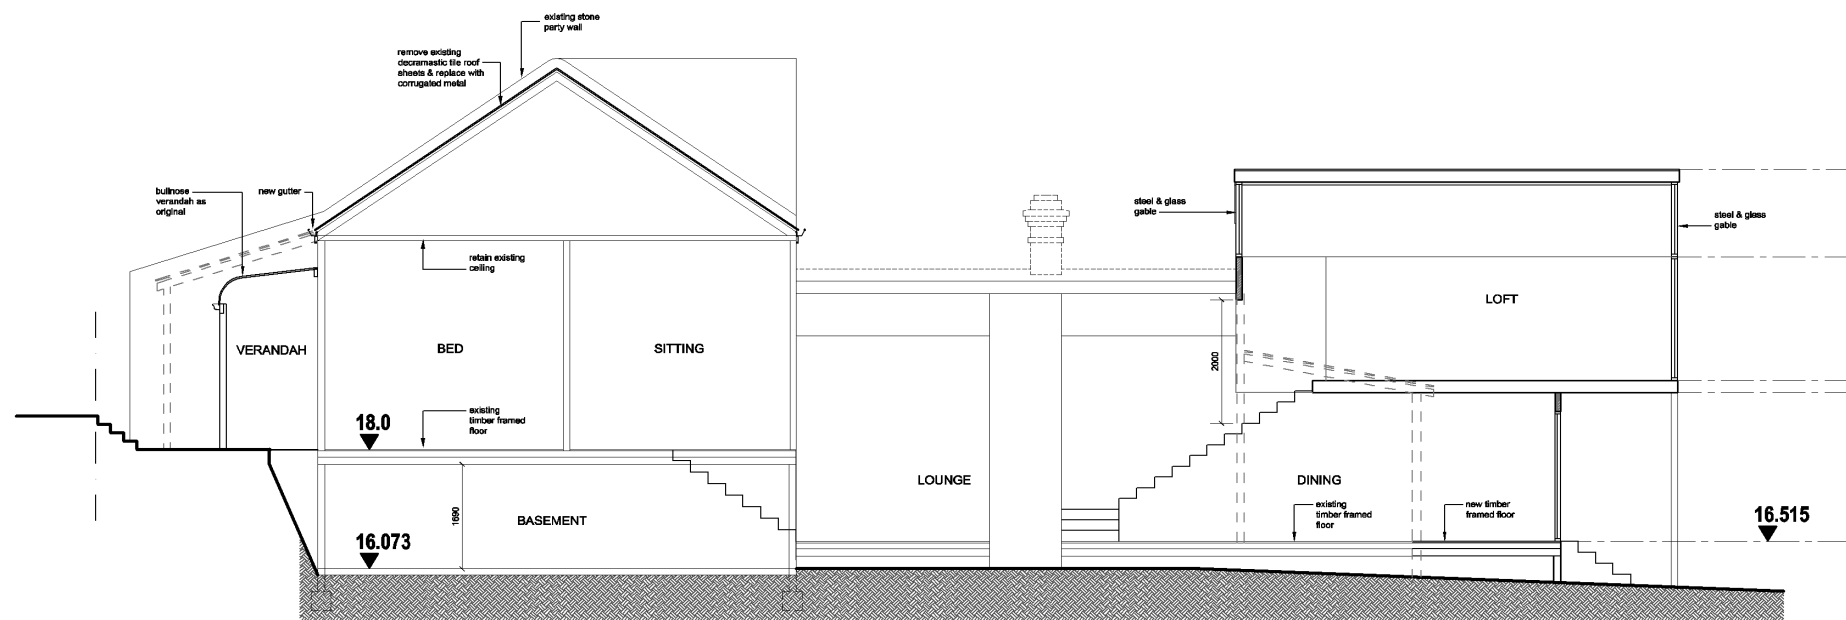 existing stone
party wall
remove existing
decramastic tile roof
sheets & replace with
corrugated metal
bullnose
verandah as
original
new gutter
steel & glass
gable
steel & glass
gable
retain existing
ceiling
LOFT
VERANDAH
BED
SITTING
2000
existing
timber framed
floor
18.0
LOUNGE
DINING
1690
BASEMENT
existing
timber framed
floor
new timber
framed floor
16.515
16.073